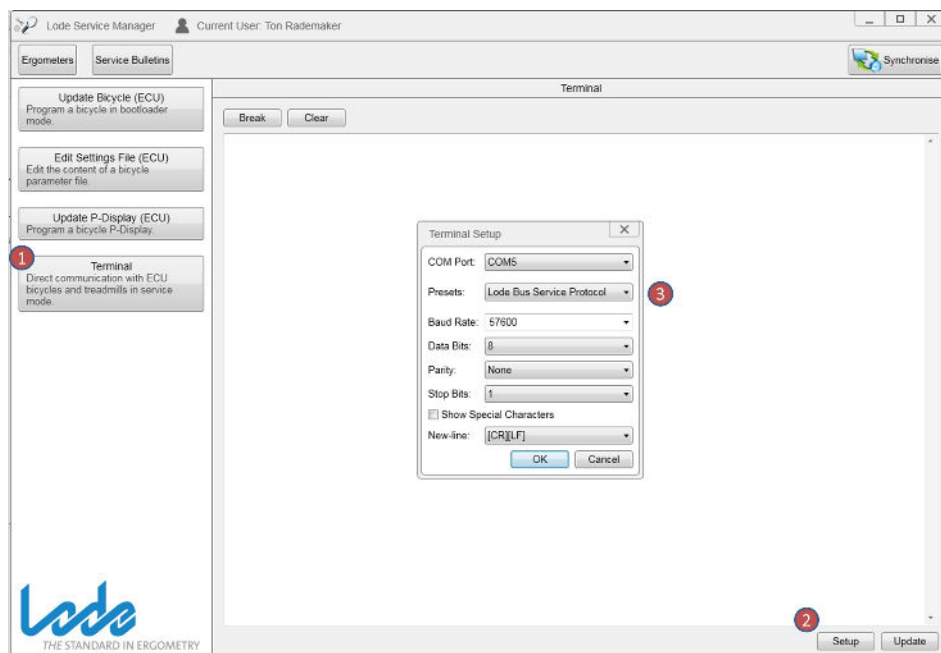 Lode Service Manager
Current User: Ton Rademaker
Ergometers
Service Bulletins
Synchronise
Update Bicycle (ECU)
Program a bicycle in bootloader
mode.
Edit Settings File (ECU)
Edit the content of a bicycle
parameter file.
Update P-Display (ECU)
Program a bicycle P-Display.
1
Terminal
Direct communication with ECU
bicycles and treadmills in service
mode.
Terminal
Break
Clear
Terminal Setup
COM Port: COM5
Presets: Lode Bus Service Protocol
3
Baud Rate: 57600
Data Bits: 8
Parity: None
Stop Bits: 1
Show Special Characters
New-line: [CR][LF]
OK
Cancel
Lode
THE STANDARD IN ERGOMETRY
2
Setup
Update